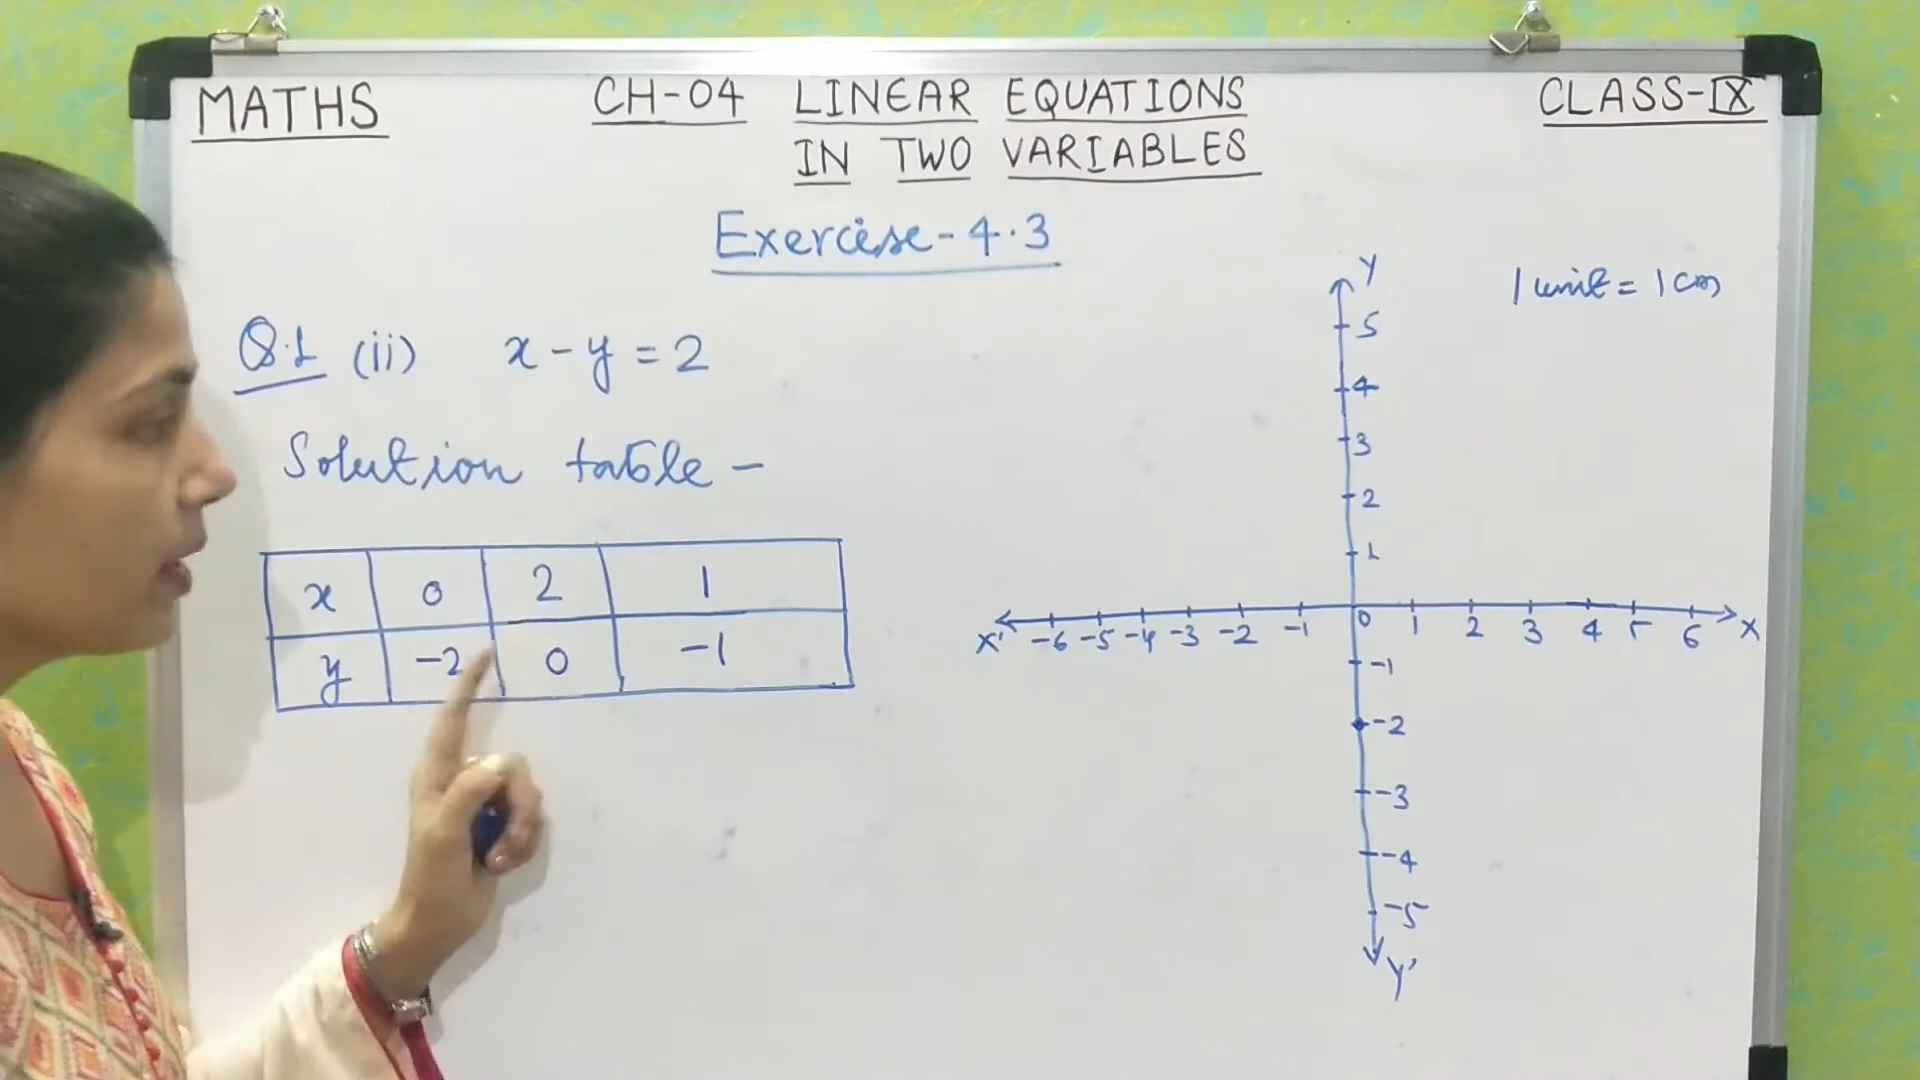 MATHS CH-04 LINEAR EQUATIONS CLASS-IX
IN TWO VARIABLES
Exercise-4.3
Q.1 (ii) x - y = 2
Solution table -
x 0 2 1
y -2 0 -1
1 unit = 1 cm
Y
5
4
3
2
1
X' -6 -5 -4 -3 -2 -1 0 1 2 3 4 5 6 X
-1
-2
-3
-4
-5
Y'